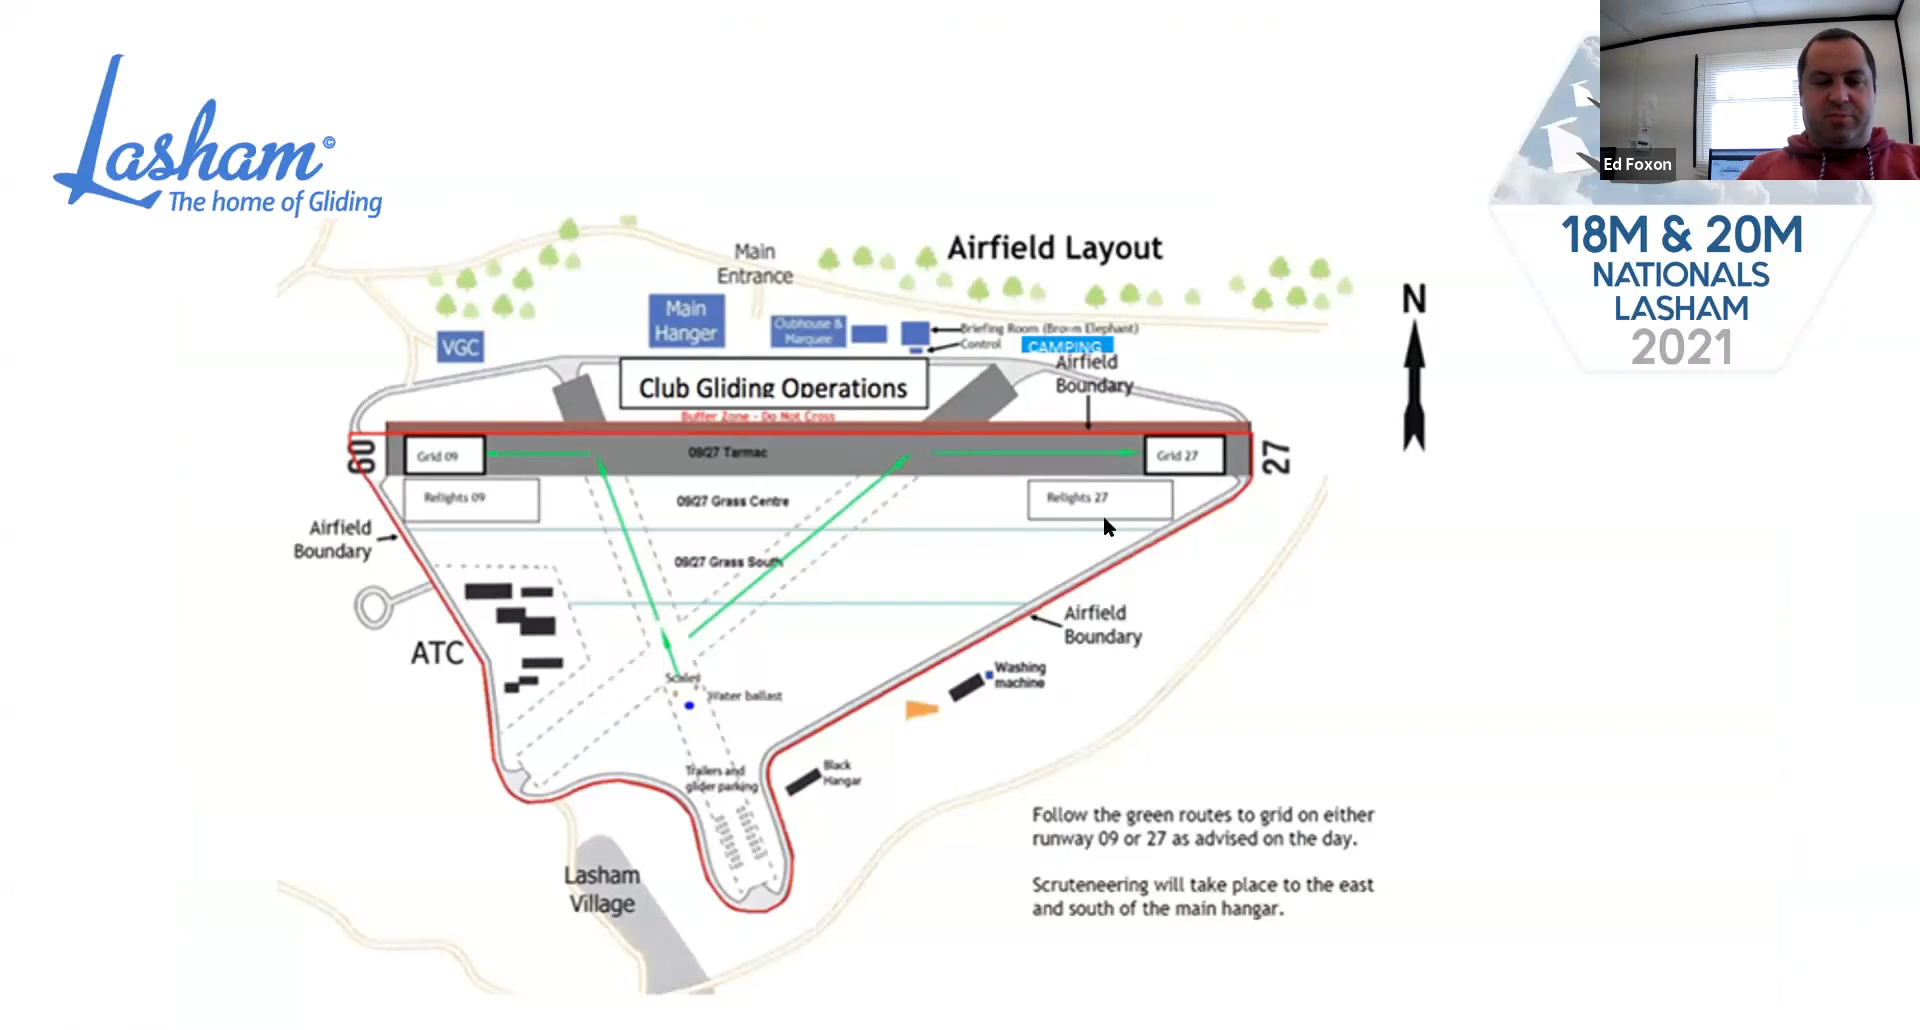 Lasham©
The home of Gliding
Ed Foxon
18M & 20M
NATIONALS
LASHAM
2021
Airfield Layout
Main
Entrance
N
Main
Hanger
Clubhouse &
Marquee
Briefing Room (Brown Elephant)
Control
CAMPING
VGC
Airfield
Boundary
Club Gliding Operations
Buffer Zone - Do Not Cross
09
Grid 09
09/27 Tarmac
Grid 27
27
Relights 09
09/27 Grass Centre
Relights 27
Airfield
Boundary
09/27 Grass South
ATC
Airfield
Boundary
Scales
Water ballast
Washing
machine
Trailers and
glider parking
Black
Hangar
Follow the green routes to grid on either
runway 09 or 27 as advised on the day.
Scruteneering will take place to the east
and south of the main hangar.
Lasham
Village